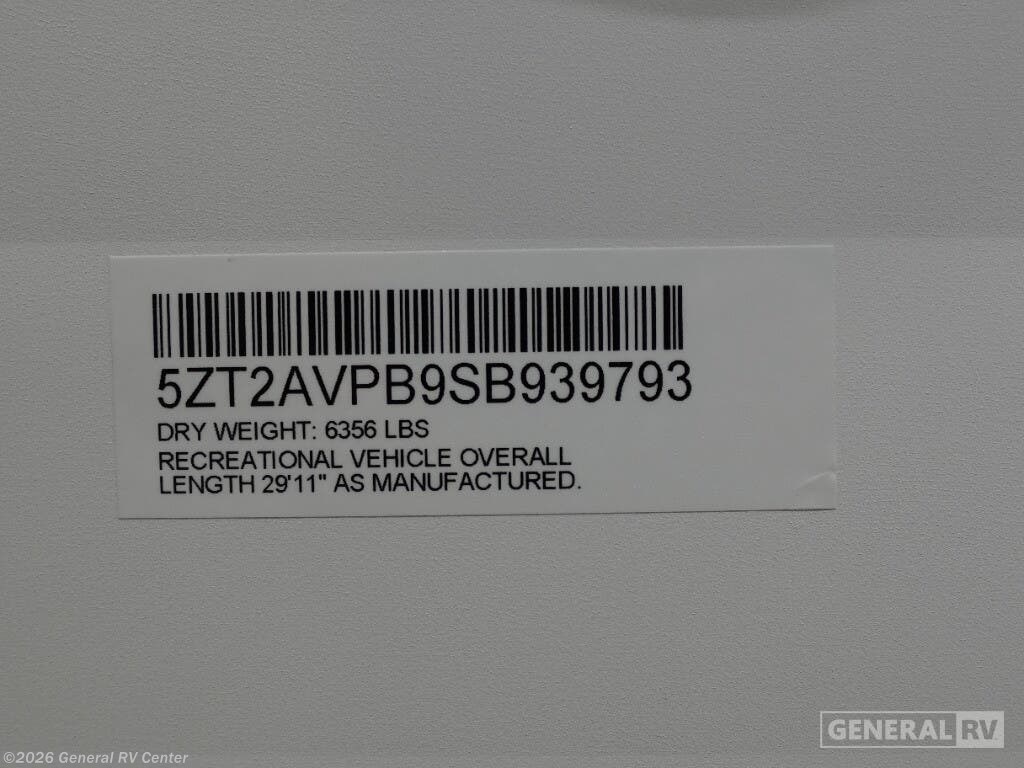 5ZT2AVPB9SB939793
DRY WEIGHT: 6356 LBS
RECREATIONAL VEHICLE OVERALL
LENGTH 29'11" AS MANUFACTURED.
GENERAL RV
©2026 General RV Center